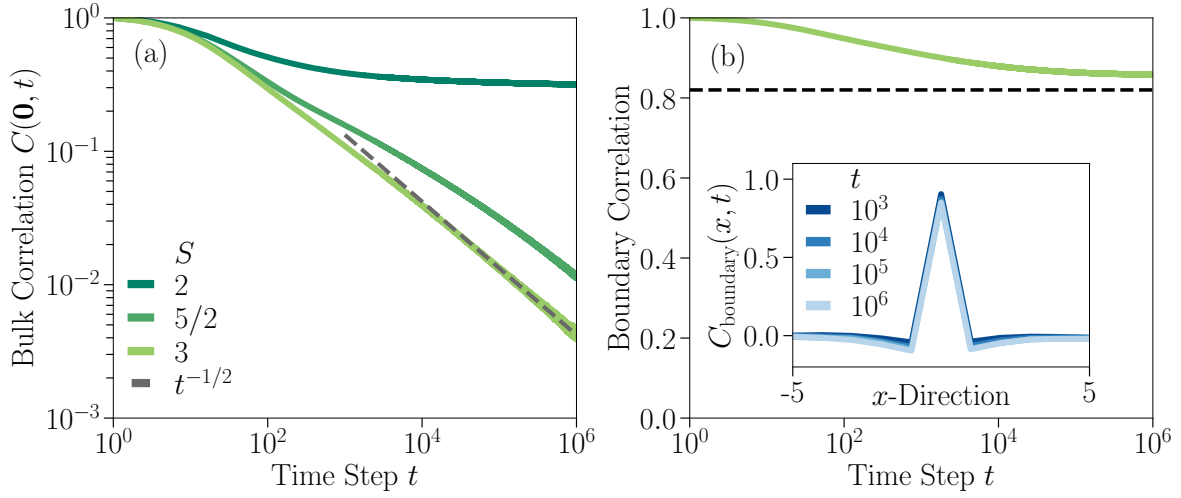 (a)
Bulk Correlation C(𝟎, t)
10^0
10^{-1}
10^{-2}
10^{-3}
S
2
5/2
3
t^{-1/2}
10^0
10^2
10^4
10^6
Time Step t
(b)
Boundary Correlation
1.0
0.8
0.6
0.4
0.2
0.0
C_{boundary}(x, t)
1.0
0.5
0.0
t
10^3
10^4
10^5
10^6
-5
5
x-Direction
10^0
10^2
10^4
10^6
Time Step t